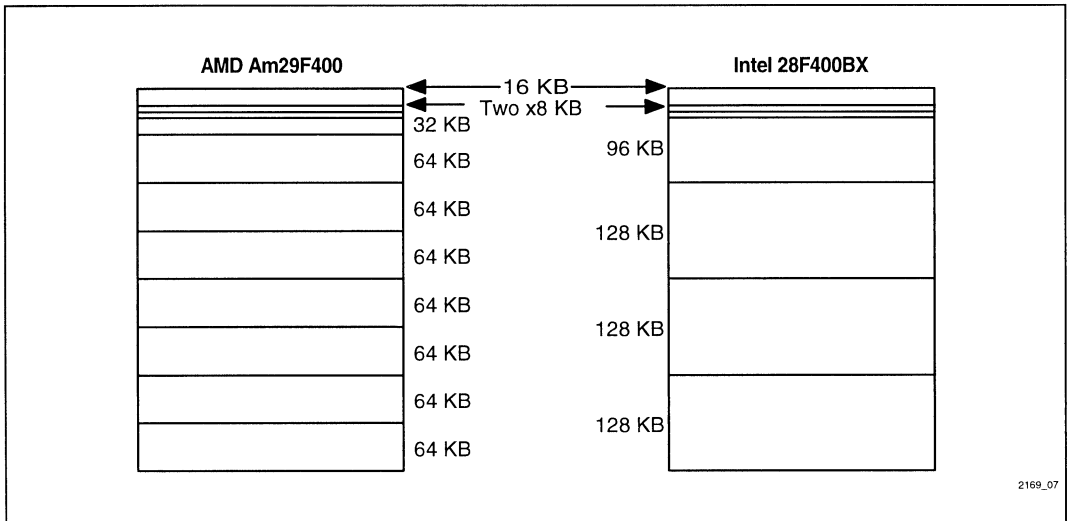 AMD Am29F400
Intel 28F400BX
16 KB
Two x8 KB
32 KB
64 KB
64 KB
64 KB
64 KB
64 KB
64 KB
64 KB
96 KB
128 KB
128 KB
128 KB
2169_07